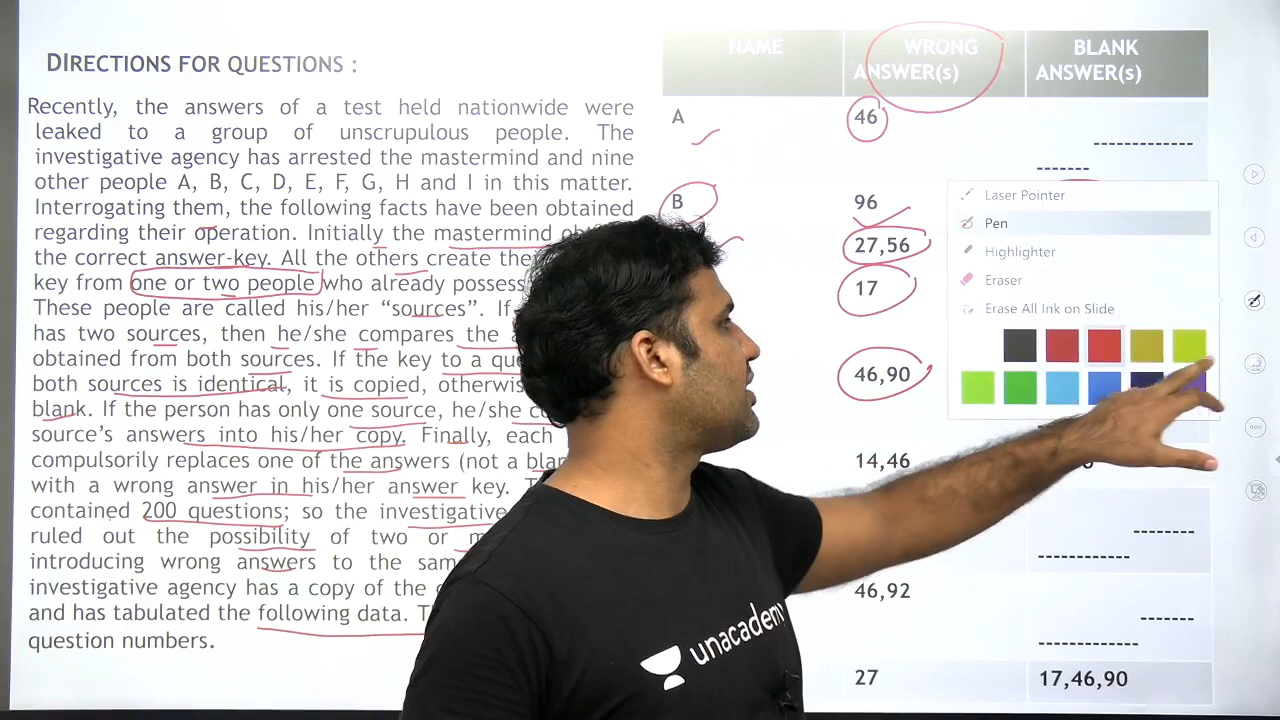 DIRECTIONS FOR QUESTIONS :
Recently, the answers of a test held nationwide were
leaked to a group of unscrupulous people. The
investigative agency has arrested the mastermind and nine
other people A, B, C, D, E, F, G, H and I in this matter.
Interrogating them, the following facts have been obtained
regarding their operation. Initially the mastermind
the correct answer-key. All the others create
key from one or two people who already
These people are called his/her “sources”. If
has two sources, then he/she compares the
obtained from both sources. If the key to a
both sources is identical, it is copied,
blank. If the person has only one source, he/she
source’s answers into his/her copy. Finally, each
compulsorily replaces one of the answers (not a
with a wrong answer in his/her answer key.
contained 200 questions; so the investigative
ruled out the possibility of two or
introducing wrong answers to the
investigative agency has a copy of the
and has tabulated the following data.
question numbers.
NAME WRONG ANSWER(s) BLANK ANSWER(s)
A 46 -------------- -------
B 96
27,56
17
46,90
14,46
-------- ------------
46,92
------- -------------
27 17,46,90
Laser Pointer
Pen
Highlighter
Eraser
Erase All Ink on Slide
unacademy